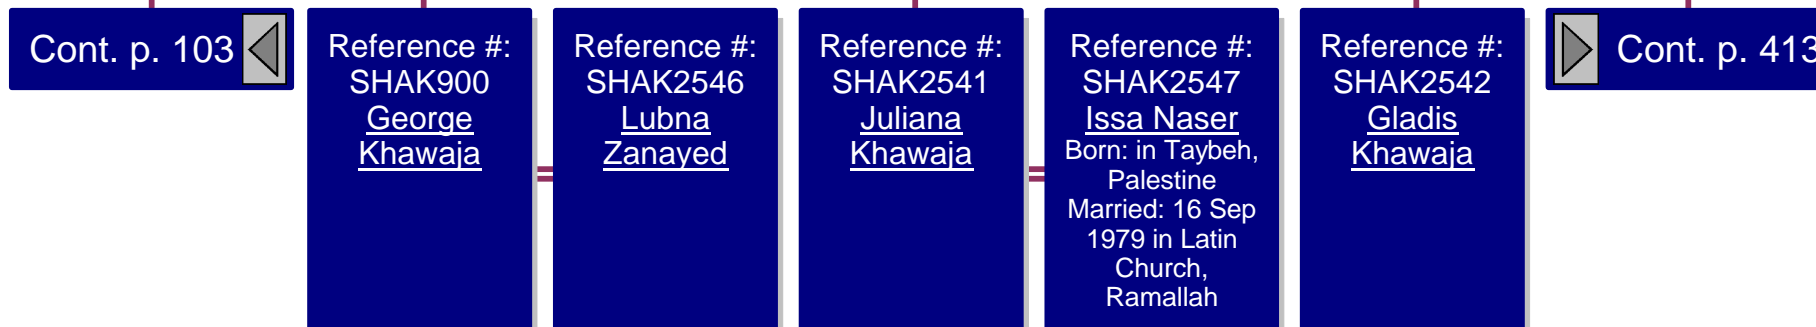 Cont. p. 103
Reference #:
SHAK900
George
Khawaja
Reference #:
SHAK2546
Lubna
Zanayed
Reference #:
SHAK2541
Juliana
Khawaja
Reference #:
SHAK2547
Issa Naser
Born: in Taybeh,
Palestine
Married: 16 Sep
1979 in Latin
Church,
Ramallah
Reference #:
SHAK2542
Gladis
Khawaja
Cont. p. 413